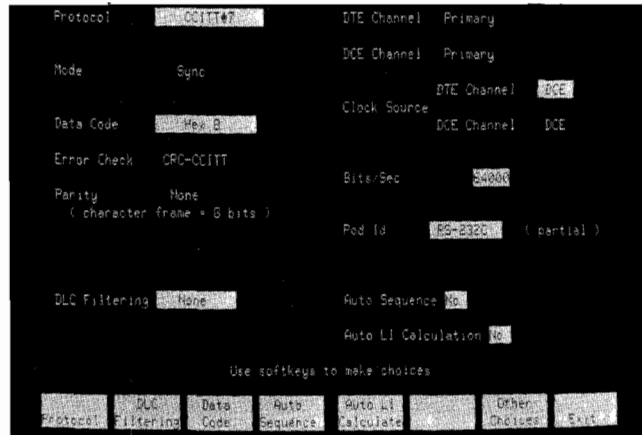 Protocol CCITT#7
Mode Sync
Data Code Hex 8
Error Check CRC-CCITT
Parity None
( character frame = 8 bits )
DLC Filtering None
DTE Channel Primary
DCE Channel Primary
Clock Source
DTE Channel DCE
DCE Channel DCE
Bits/Sec 64000
Pod Id RS-232C ( partial )
Auto Sequence No
Auto LI Calculation No
Use softkeys to make choices
Protocol
DLC Filtering
Data Code
Auto Sequence
Auto LI Calculate
Other Choices
Exit